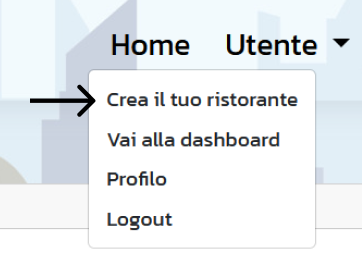 Home Utente
Crea il tuo ristorante
Vai alla dashboard
Profilo
Logout